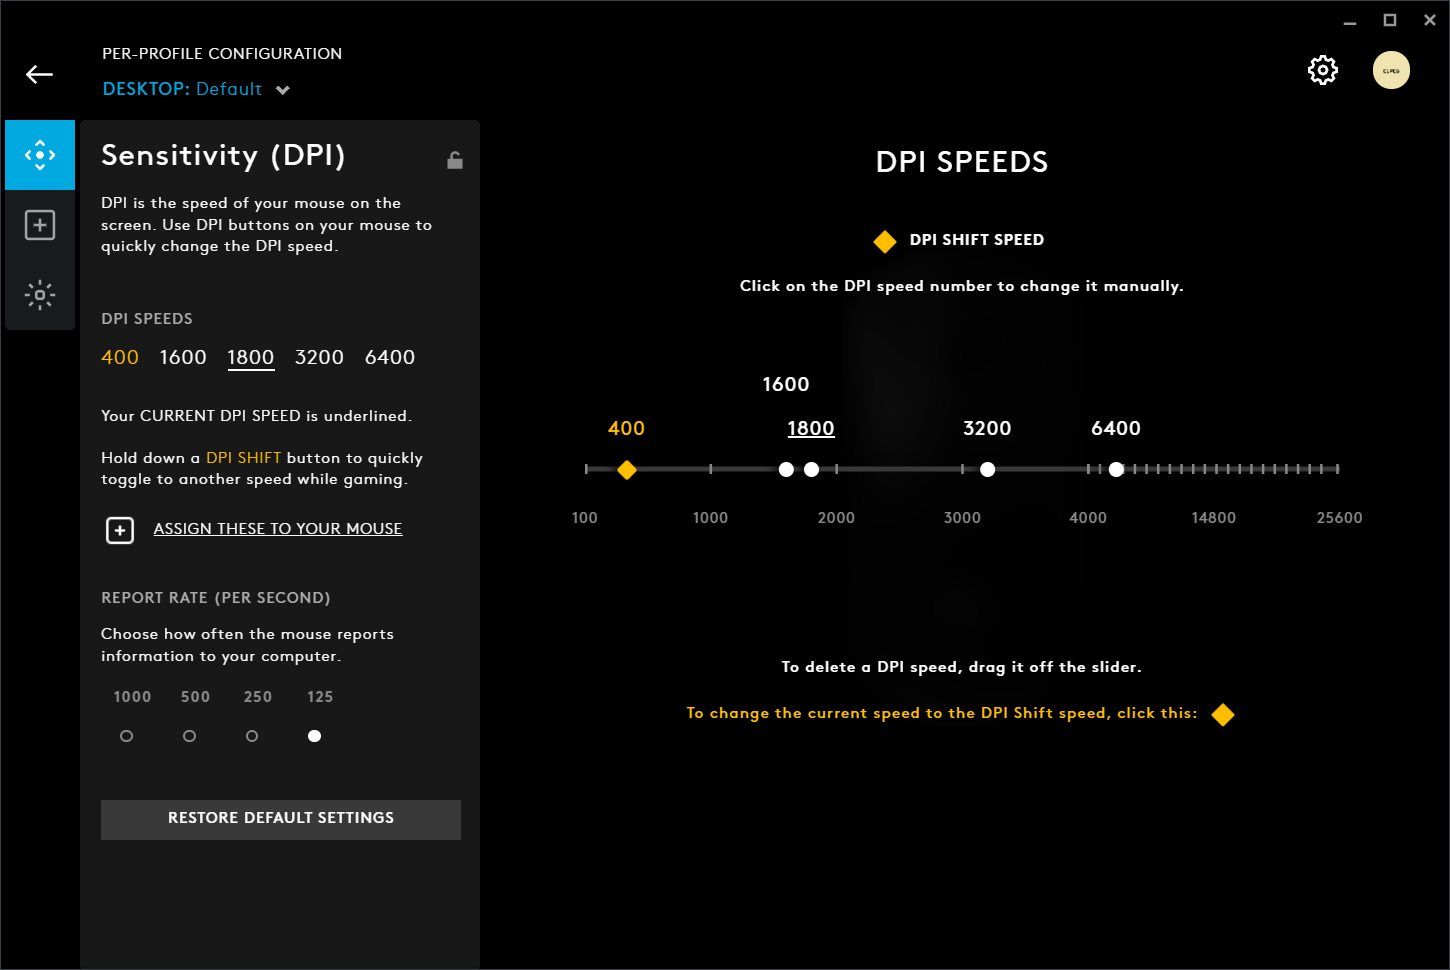 PER-PROFILE CONFIGURATION
DESKTOP: Default
Sensitivity (DPI)
DPI is the speed of your mouse on the
screen. Use DPI buttons on your mouse to
quickly change the DPI speed.
DPI SPEEDS
400 1600 1800 3200 6400
Your CURRENT DPI SPEED is underlined.
Hold down a DPI SHIFT button to quickly
toggle to another speed while gaming.
ASSIGN THESE TO YOUR MOUSE
REPORT RATE (PER SECOND)
Choose how often the mouse reports
information to your computer.
1000 500 250 125
RESTORE DEFAULT SETTINGS
DPI SPEEDS
DPI SHIFT SPEED
Click on the DPI speed number to change it manually.
1600
400 1800 3200 6400
100 1000 2000 3000 4000 14800 25600
To delete a DPI speed, drag it off the slider.
To change the current speed to the DPI Shift speed, click this: